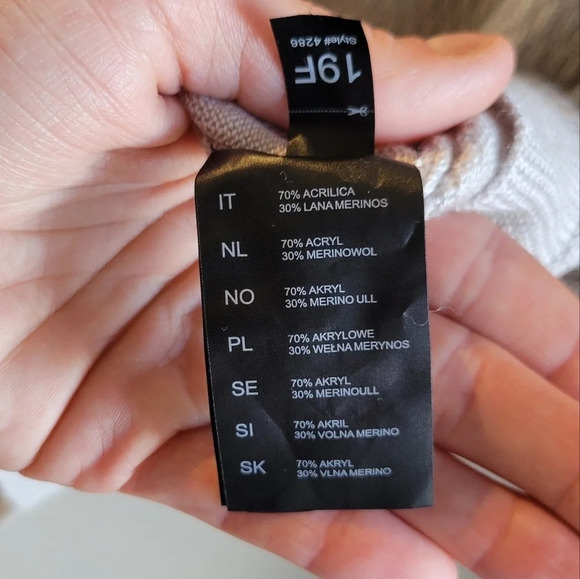 Style# 4286
19F
IT
70% ACRILICA
30% LANA MERINOS
NL
70% ACRYL
30% MERINOWOL
NO
70% AKRYL
30% MERINO ULL
PL
70% AKRYLOWE
30% WEŁNA MERYNOS
SE
70% AKRYL
30% MERINOULL
SI
70% AKRIL
30% VOLNA MERINO
SK
70% AKRYL
30% VLNA MERINO